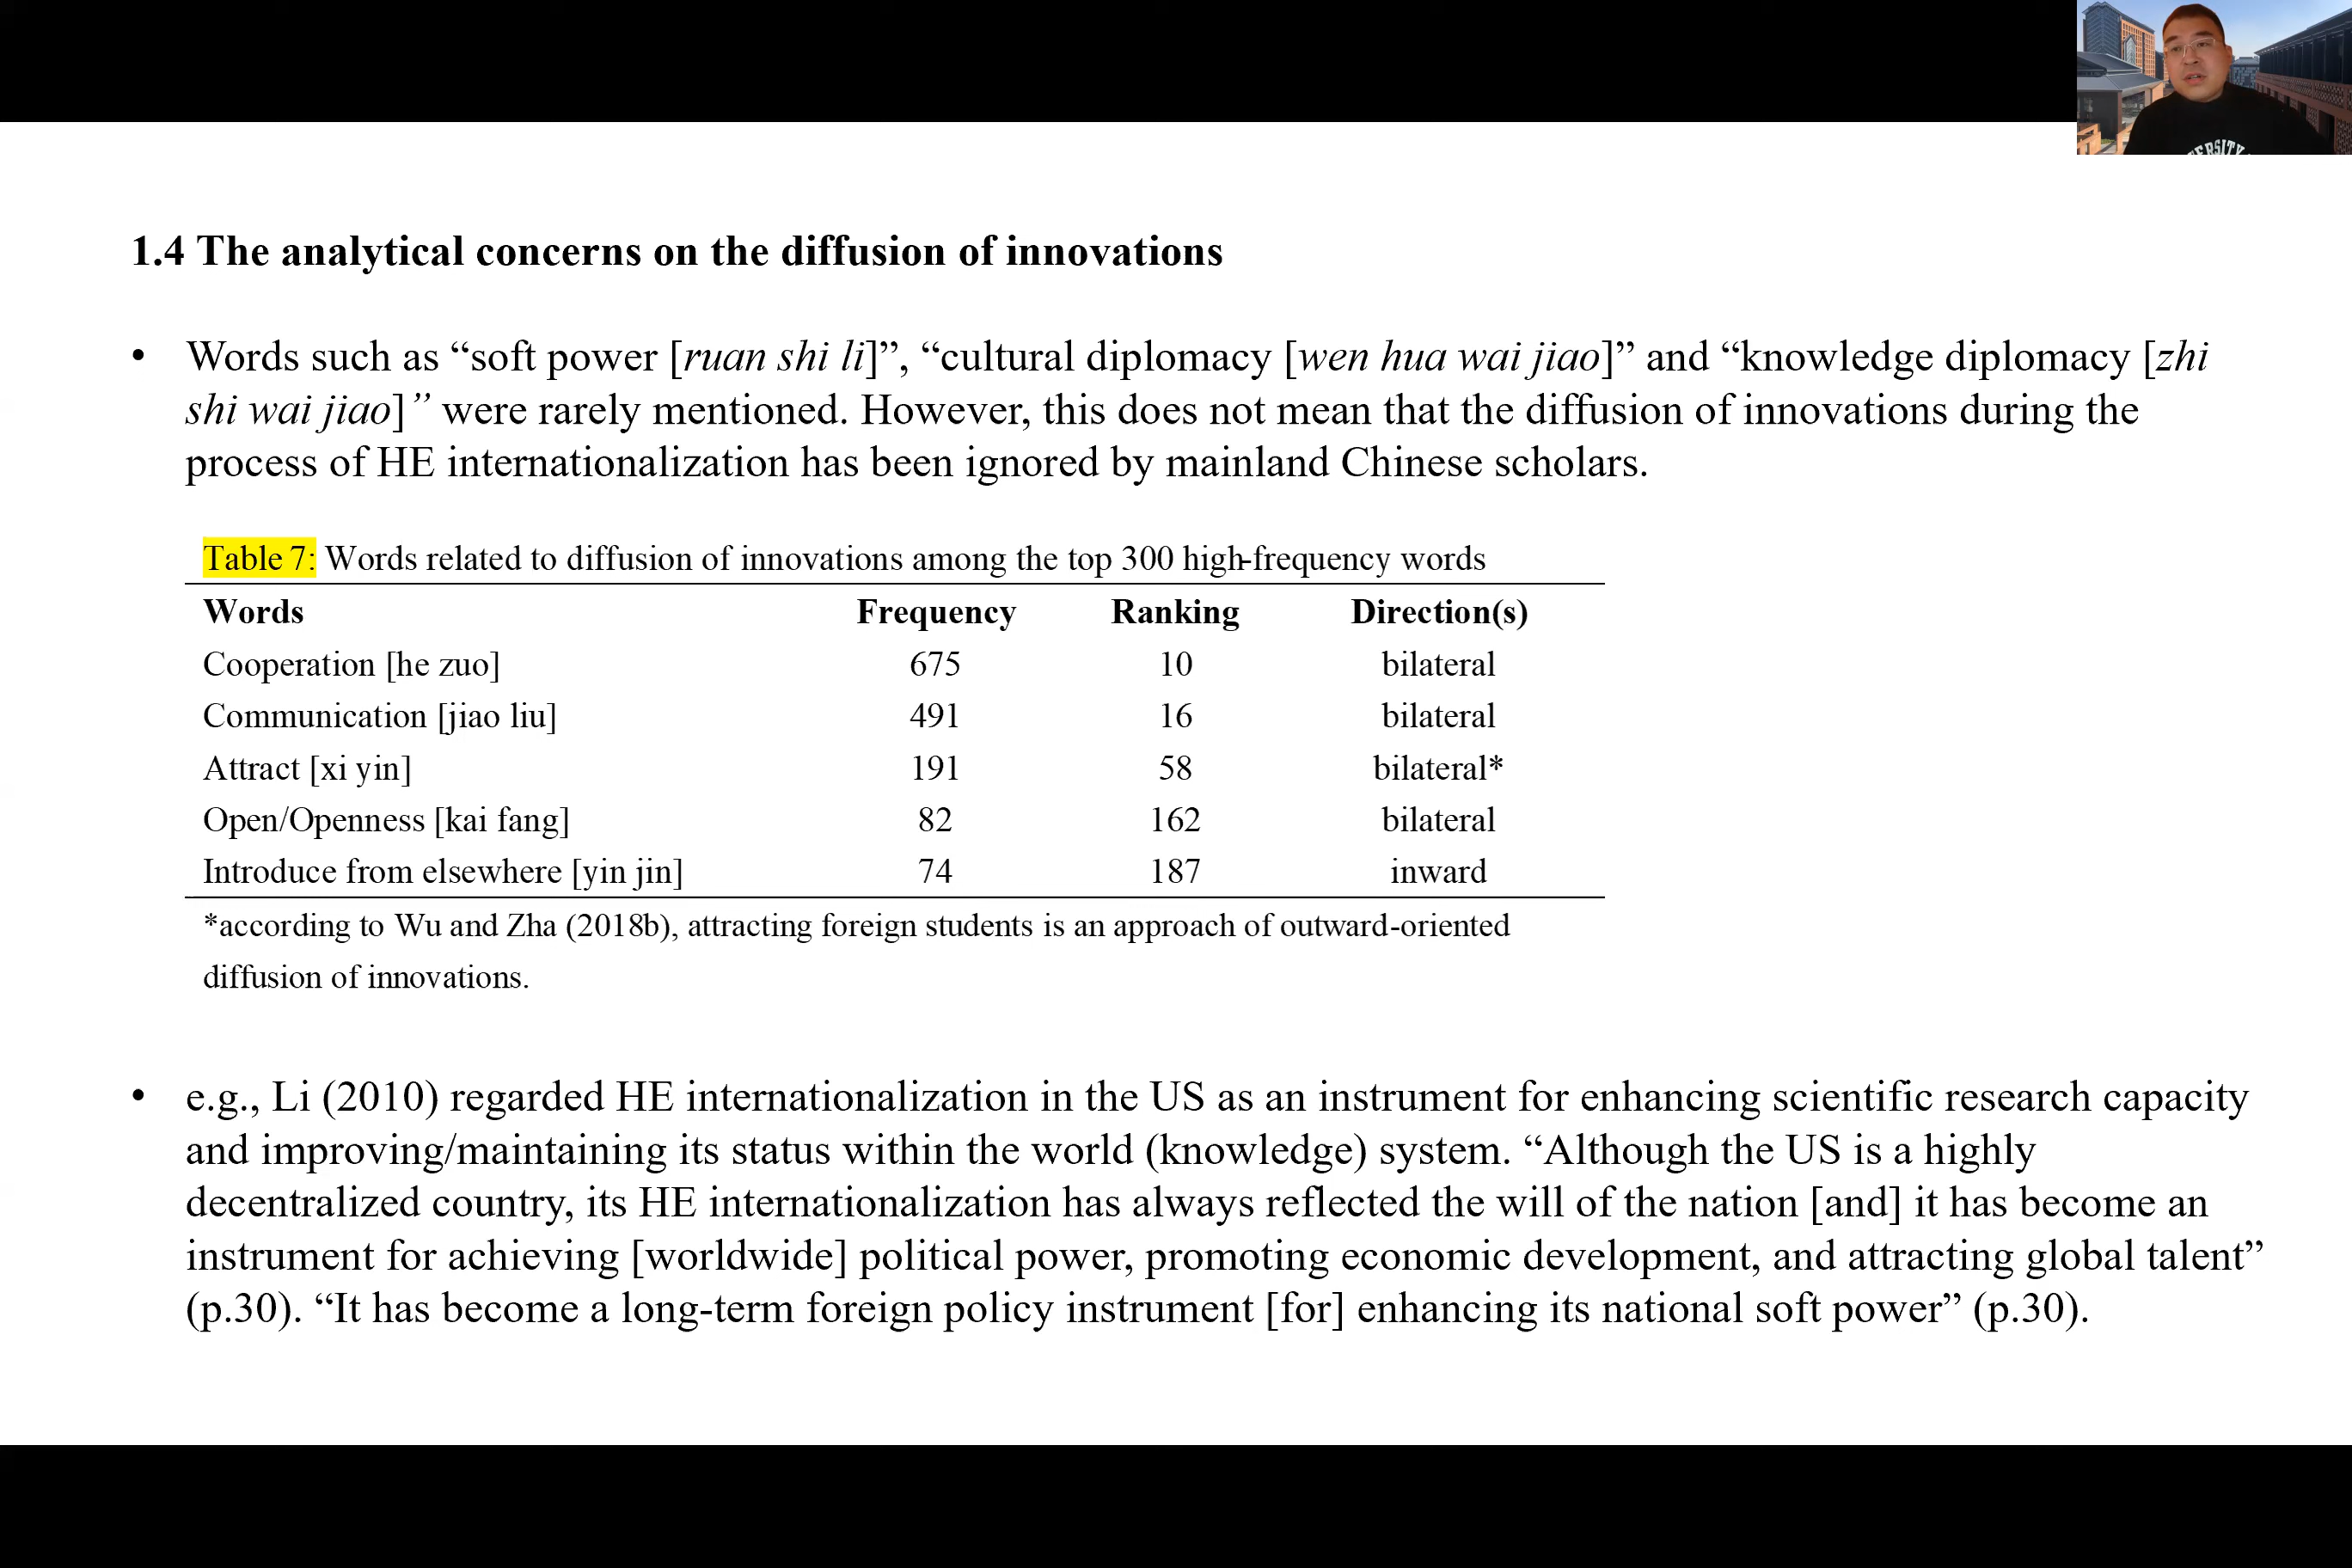 1.4 The analytical concerns on the diffusion of innovations
• Words such as “soft power [ruan shi li]”, “cultural diplomacy [wen hua wai jiao]” and “knowledge diplomacy [zhi
shi wai jiao]” were rarely mentioned. However, this does not mean that the diffusion of innovations during the
process of HE internationalization has been ignored by mainland Chinese scholars.
Table 7: Words related to diffusion of innovations among the top 300 high-frequency words
Words Frequency Ranking Direction(s)
Cooperation [he zuo] 675 10 bilateral
Communication [jiao liu] 491 16 bilateral
Attract [xi yin] 191 58 bilateral*
Open/Openness [kai fang] 82 162 bilateral
Introduce from elsewhere [yin jin] 74 187 inward
*according to Wu and Zha (2018b), attracting foreign students is an approach of outward-oriented
diffusion of innovations.
• e.g., Li (2010) regarded HE internationalization in the US as an instrument for enhancing scientific research capacity
and improving/maintaining its status within the world (knowledge) system. “Although the US is a highly
decentralized country, its HE internationalization has always reflected the will of the nation [and] it has become an
instrument for achieving [worldwide] political power, promoting economic development, and attracting global talent”
(p.30). “It has become a long-term foreign policy instrument [for] enhancing its national soft power” (p.30).